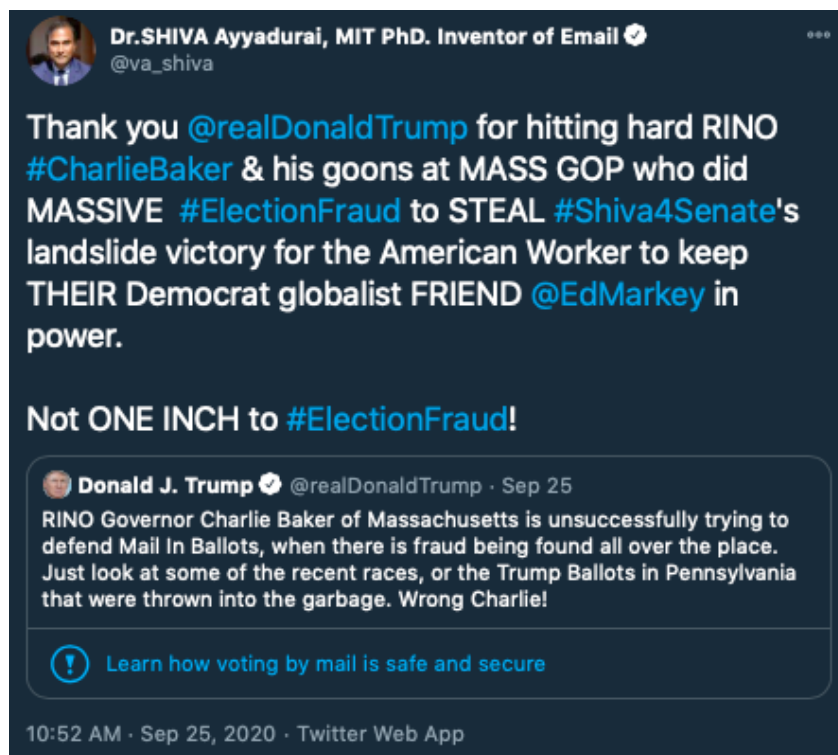 Dr.SHIVA Ayyadurai, MIT PhD. Inventor of Email
@va_shiva
Thank you @realDonaldTrump for hitting hard RINO
#CharlieBaker & his goons at MASS GOP who did
MASSIVE  #ElectionFraud to STEAL #Shiva4Senate's
landslide victory for the American Worker to keep
THEIR Democrat globalist FRIEND @EdMarkey in
power.
Not ONE INCH to #ElectionFraud!
Donald J. Trump @realDonaldTrump · Sep 25
RINO Governor Charlie Baker of Massachusetts is unsuccessfully trying to
defend Mail In Ballots, when there is fraud being found all over the place.
Just look at some of the recent races, or the Trump Ballots in Pennsylvania
that were thrown into the garbage. Wrong Charlie!
Learn how voting by mail is safe and secure
10:52 AM · Sep 25, 2020 · Twitter Web App